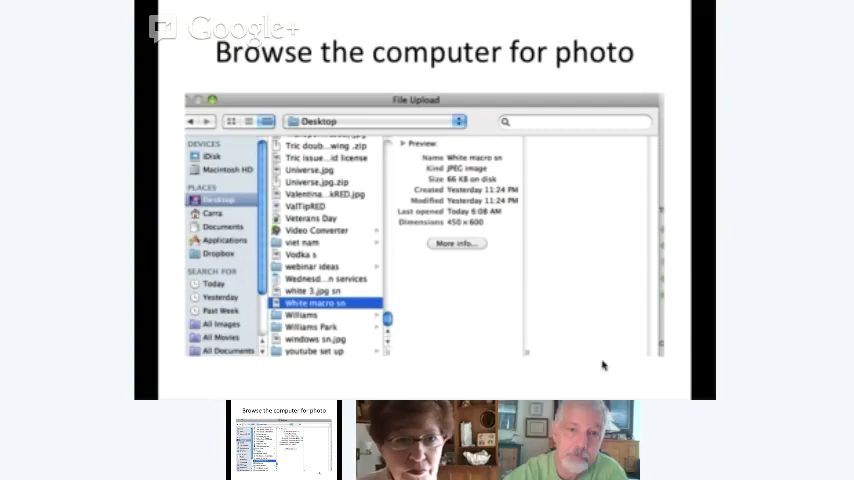 Google+
Browse the computer for photo
File Upload
Desktop
DEVICES
iDisk
Macintosh HD
PLACES
Desktop
Carra
Documents
Applications
Dropbox
SEARCH FOR
Today
Yesterday
Past Week
All Images
All Movies
All Documents
Tric doub...wing .zip
Tric issue...id license
Universe.jpg
Universe.jpg.zip
Valentina...kRED.jpg
ValTipRED
Veterans Day
Video Converter
viet nam
Vodka s
webinar ideas
Wednesd...n services
white 3.jpg sn
White macro sn
Williams
Williams Park
windows sn.jpg
youtube set up
Preview:
Name White macro sn
Kind JPEG image
Size 66 KB on disk
Created Yesterday 11:24 PM
Modified Yesterday 11:24 PM
Last opened Today 6:08 AM
Dimensions 450 x 600
More info...
Browse the computer for photo